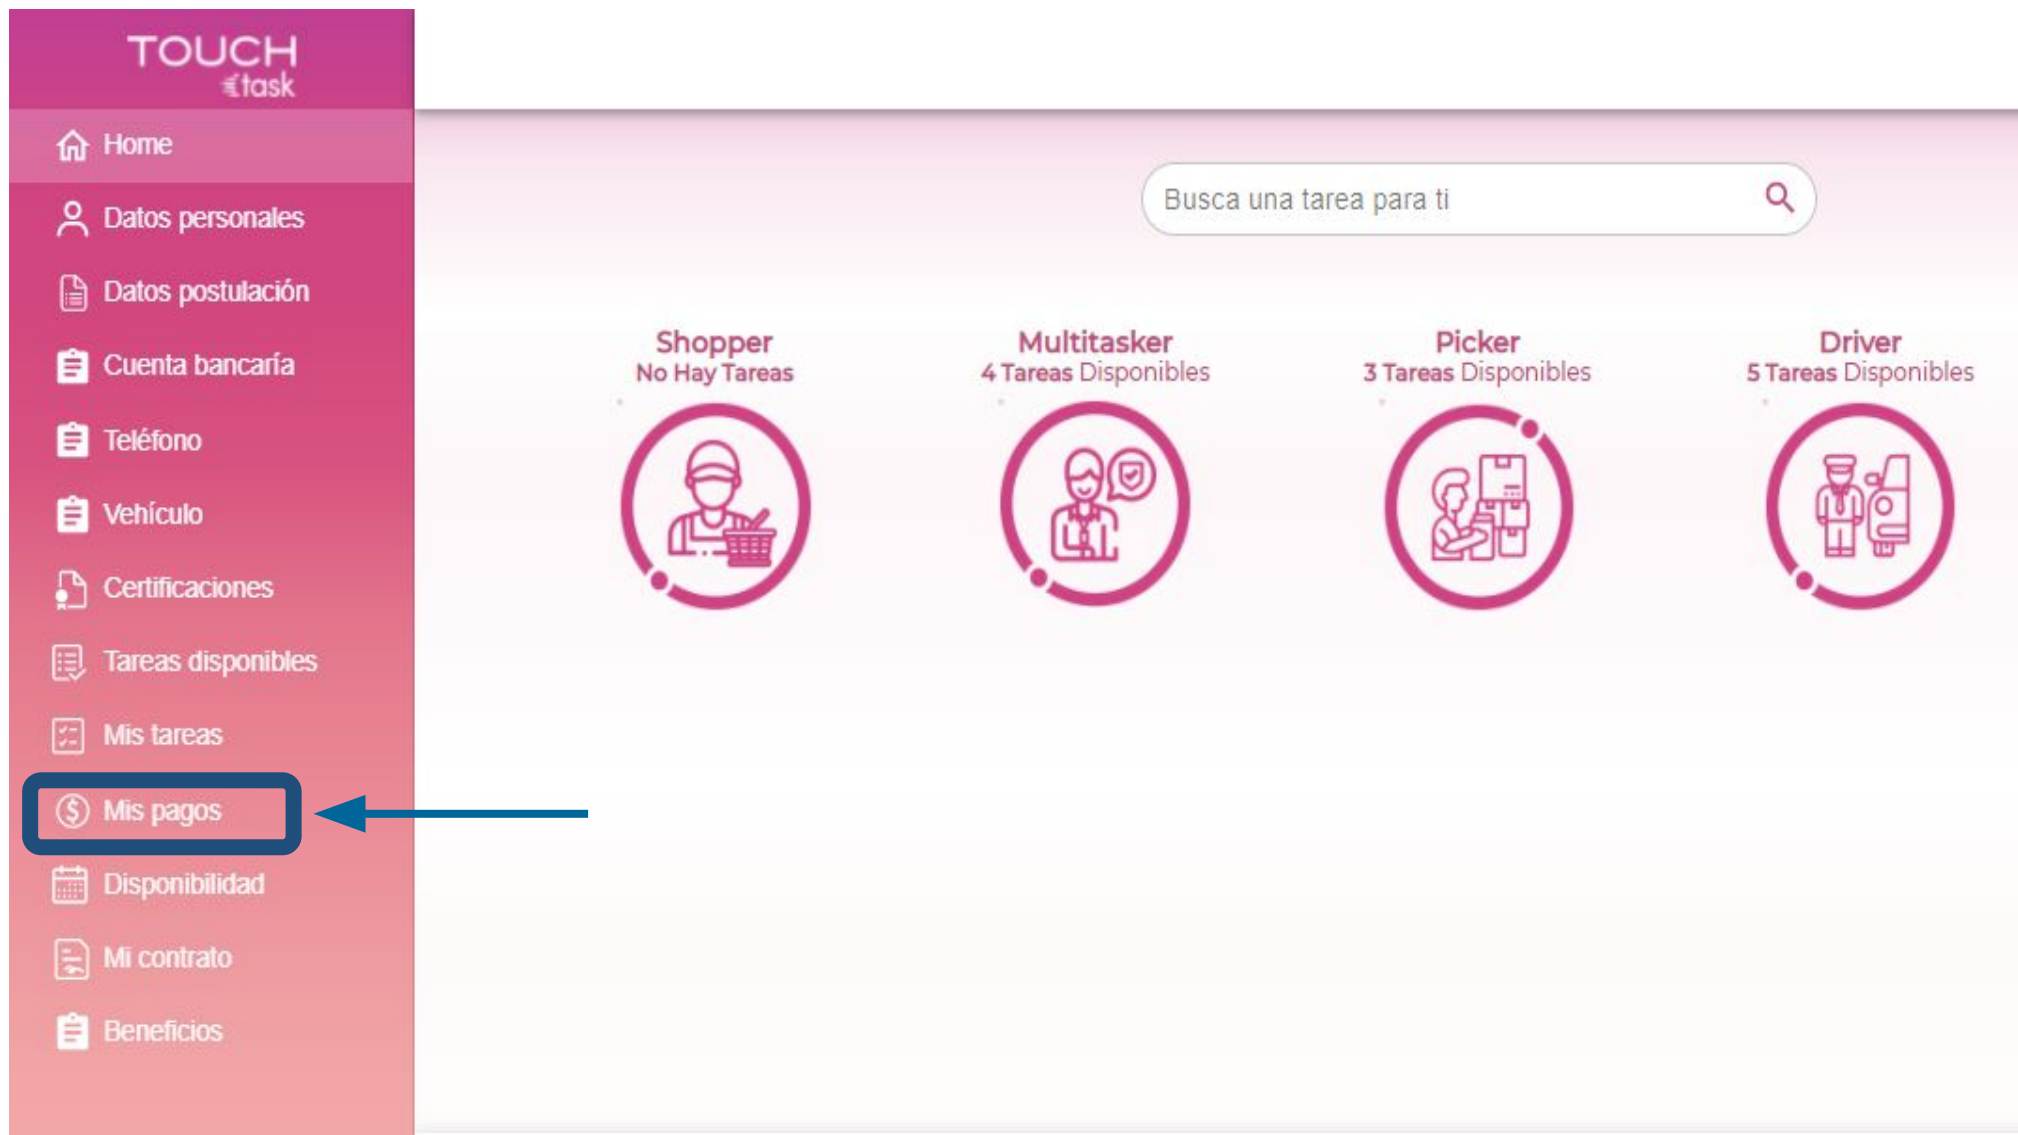 TOUCH
task
Home
Datos personales
Datos postulación
Cuenta bancaría
Teléfono
Vehículo
Certificaciones
Tareas disponibles
Mis tareas
Mis pagos
Disponibilidad
Mi contrato
Beneficios
Busca una tarea para ti
Shopper
No Hay Tareas
Multitasker
4 Tareas Disponibles
Picker
3 Tareas Disponibles
Driver
5 Tareas Disponibles